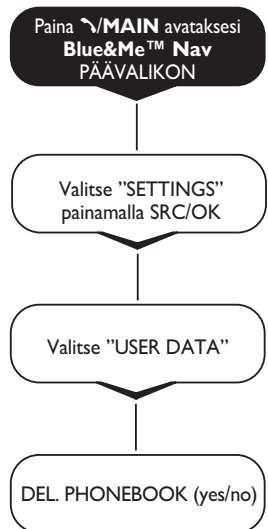 Paina /MAIN avataksesi
Blue&Me™ Nav
PÄÄVALIKON
Valitse ”SETTINGS”
painamalla SRC/OK
Valitse ”USER DATA”
DEL. PHONEBOOK (yes/no)